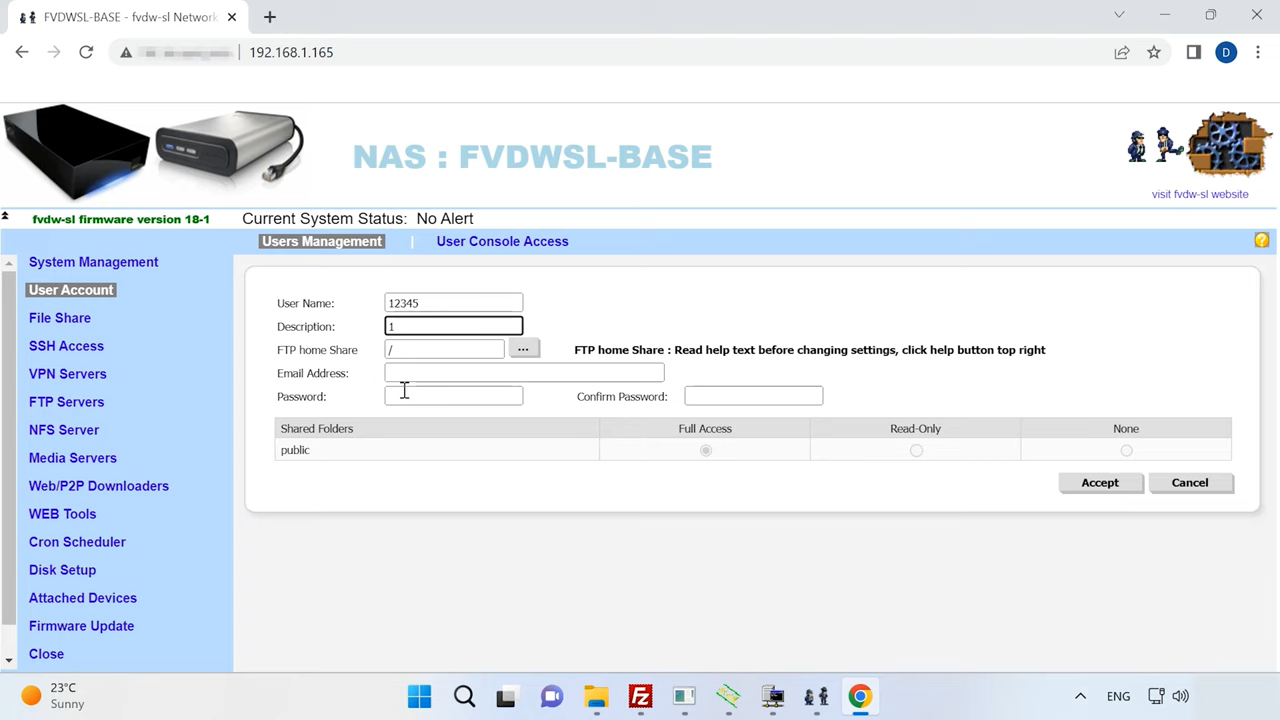 FVDWSL-BASE - fvdw-sl Network
192.168.1.165
D
NAS : FVDWSL-BASE
visit fvdw-sl website
fvdw-sl firmware version 18-1
Current System Status: No Alert
Users Management | User Console Access
System Management
User Account
File Share
SSH Access
VPN Servers
FTP Servers
NFS Server
Media Servers
Web/P2P Downloaders
WEB Tools
Cron Scheduler
Disk Setup
Attached Devices
Firmware Update
Close
User Name: 12345
Description: 1
FTP home Share / ... FTP home Share : Read help text before changing settings, click help button top right
Email Address:
Password: Confirm Password:
Shared Folders Full Access Read-Only None
public
Accept Cancel
23°C
Sunny
ENG